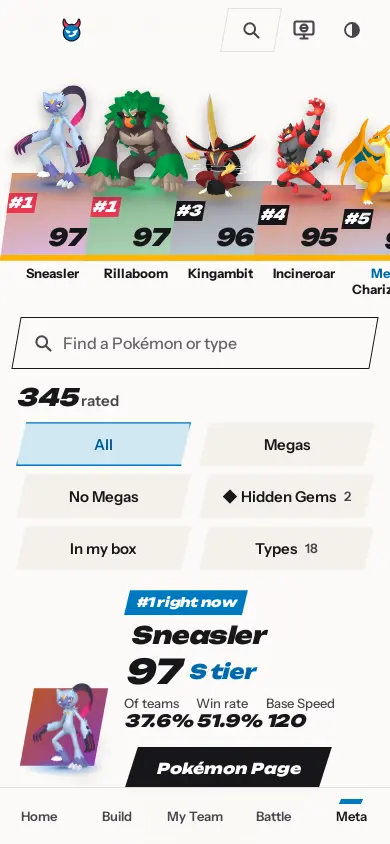 #1
97
#1
97
#3
96
#4
95
#5
Sneasler
Rillaboom
Kingambit
Incineroar
Me
Chariz
Find a Pokémon or type
345 rated
All
Megas
No Megas
◆ Hidden Gems 2
In my box
Types 18
#1 right now
Sneasler
97 S tier
Of teams Win rate Base Speed
37.6% 51.9% 120
Pokémon Page
Home Build My Team Battle Meta